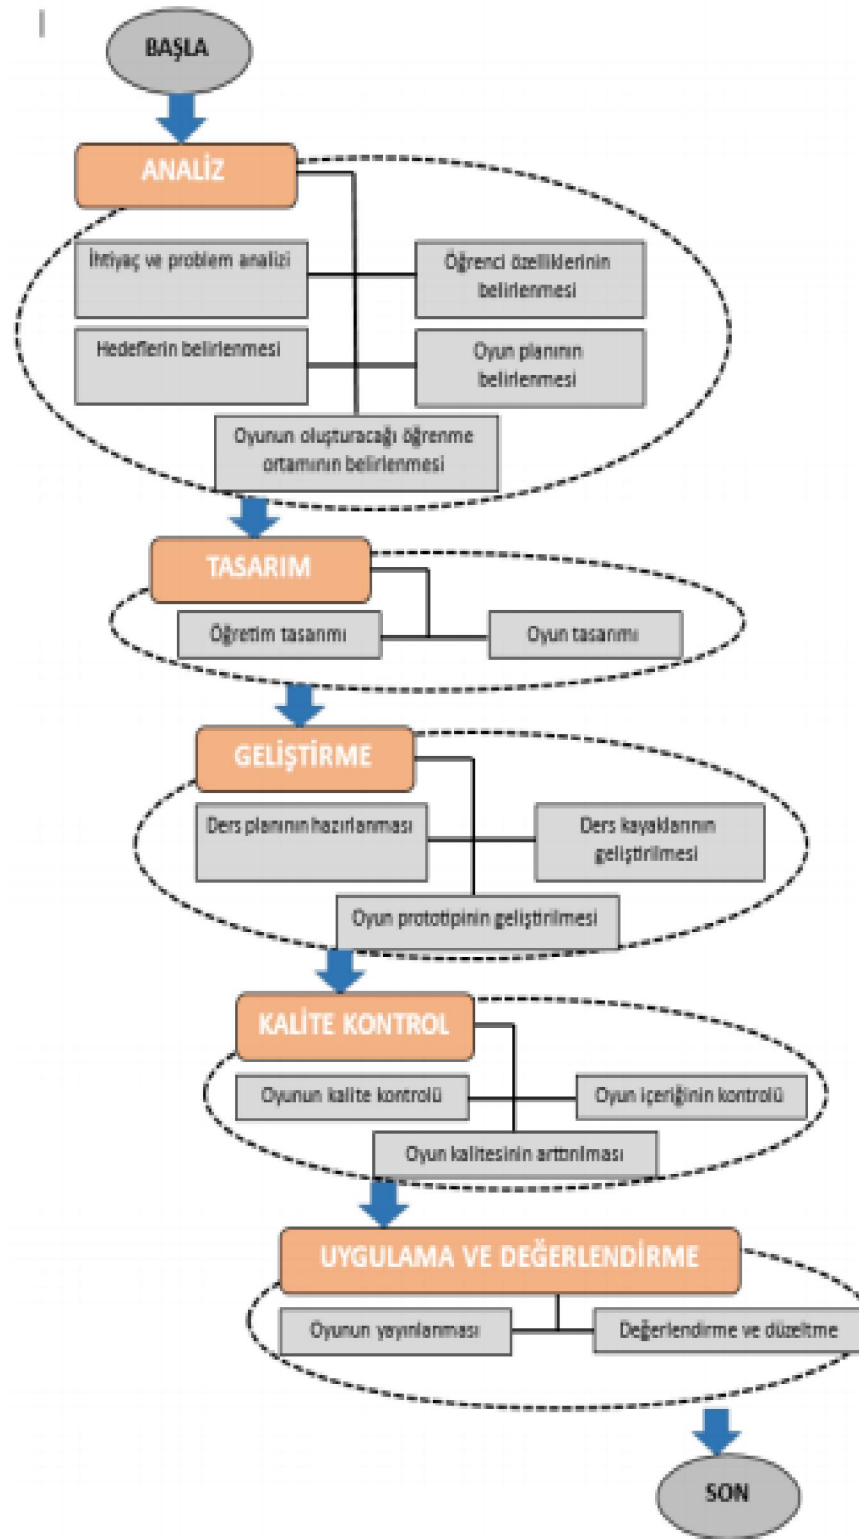 BAŞLA
ANALİZ
İhtiyaç ve problem analizi
Öğrenci özelliklerinin
belirlenmesi
Hedeflerin belirlenmesi
Oyun planının
belirlenmesi
Oyunun oluşturacağı öğrenme
ortamının belirlenmesi
TASARIM
Öğretim tasarımı
Oyun tasarımı
GELİŞTİRME
Ders planının hazırlanması
Ders kayaklarının
geliştirilmesi
Oyun prototipinin geliştirilmesi
KALİTE KONTROL
Oyunun kalite kontrolü
Oyun içeriğinin kontrolü
Oyun kalitesinin arttırılması
UYGULAMA VE DEĞERLENDİRME
Oyunun yayınlanması
Değerlendirme ve düzeltme
SON